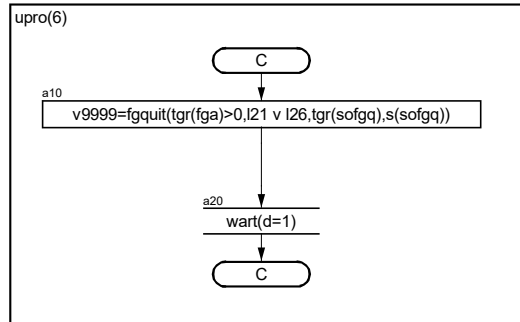 upro(6)
C
a10
v9999=fgquit(tgr(fga)>0,l21 v l26,tgr(sofgq),s(sofgq))
a20
wart(d=1)
C